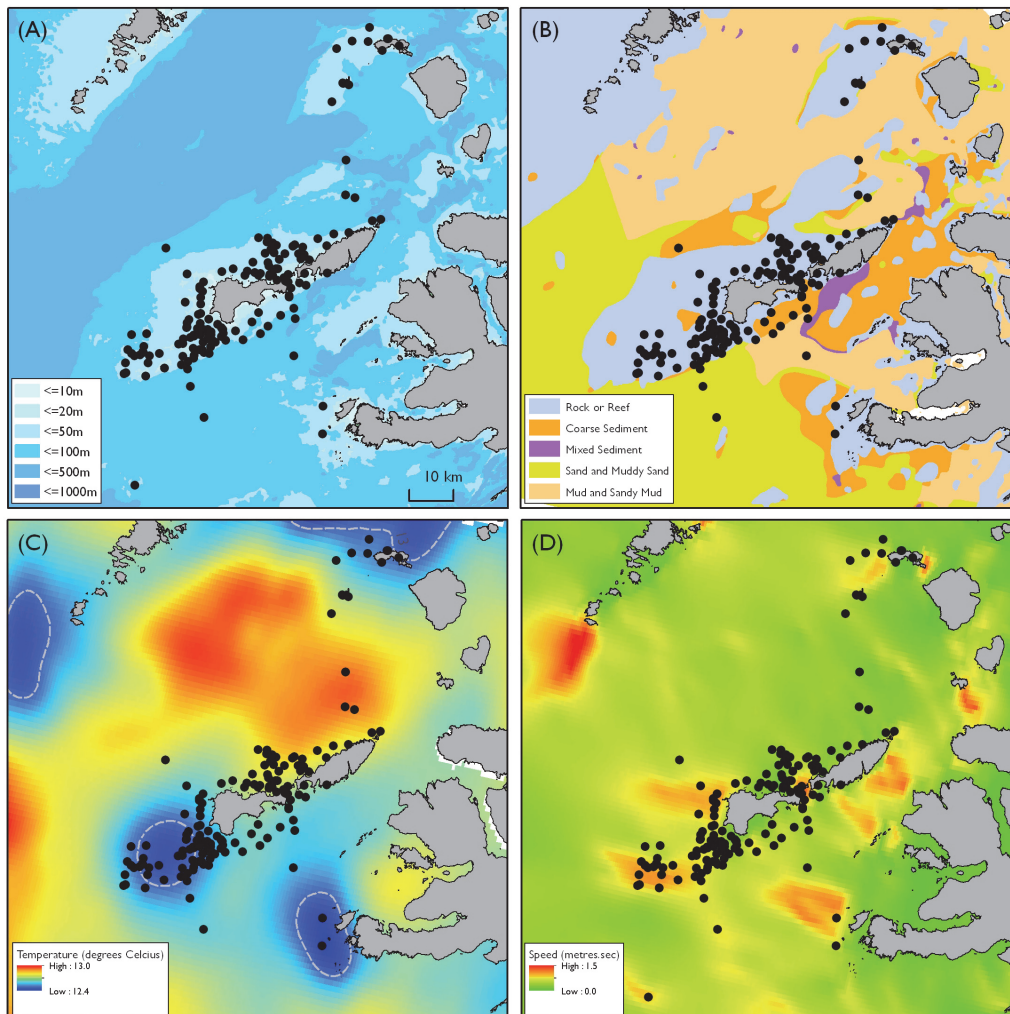 (A)
<=10m
<=20m
<=50m
<=100m
<=500m
<=1000m
10 km
(B)
Rock or Reef
Coarse Sediment
Mixed Sediment
Sand and Muddy Sand
Mud and Sandy Mud
(C)
Temperature (degrees Celcius)
High : 13.0
Low : 12.4
(D)
Speed (metres.sec)
High : 1.5
Low : 0.0